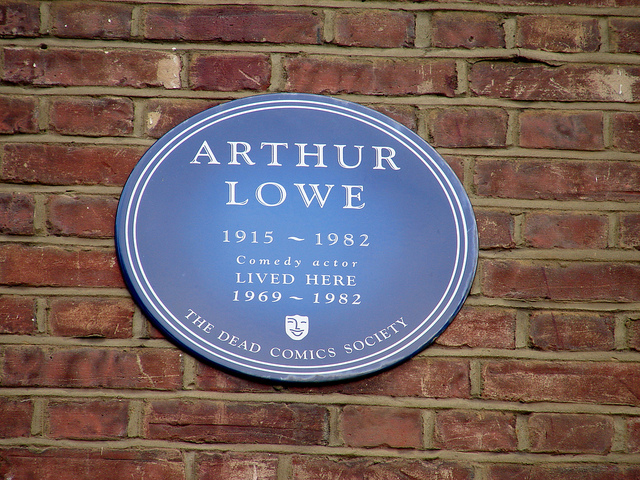 ARTHUR
LOWE
1915 ~ 1982
Comedy actor
LIVED HERE
1969 ~ 1982
THE DEAD COMICS SOCIETY